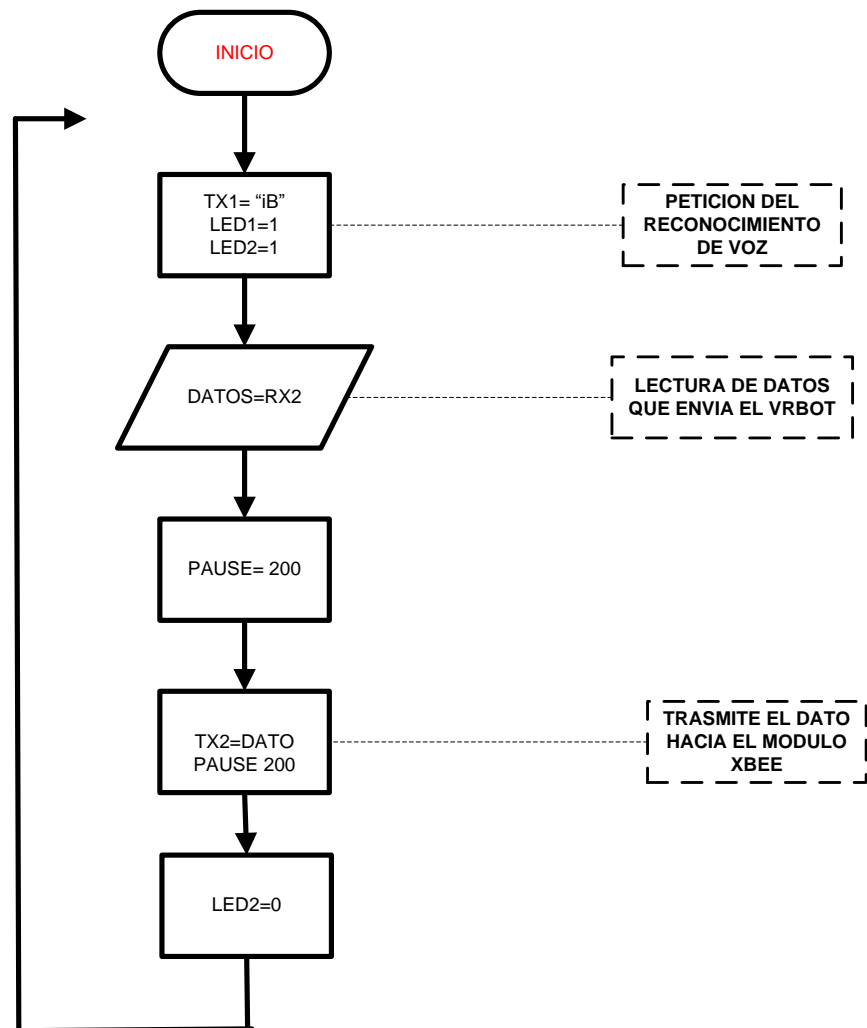 INICIO
TX1= “iB”
LED1=1
LED2=1
PETICION DEL
RECONOCIMIENTO
DE VOZ
DATOS=RX2
LECTURA DE DATOS
QUE ENVIA EL VRBOT
PAUSE= 200
TX2=DATO
PAUSE 200
TRASMITE EL DATO
HACIA EL MODULO
XBEE
LED2=0